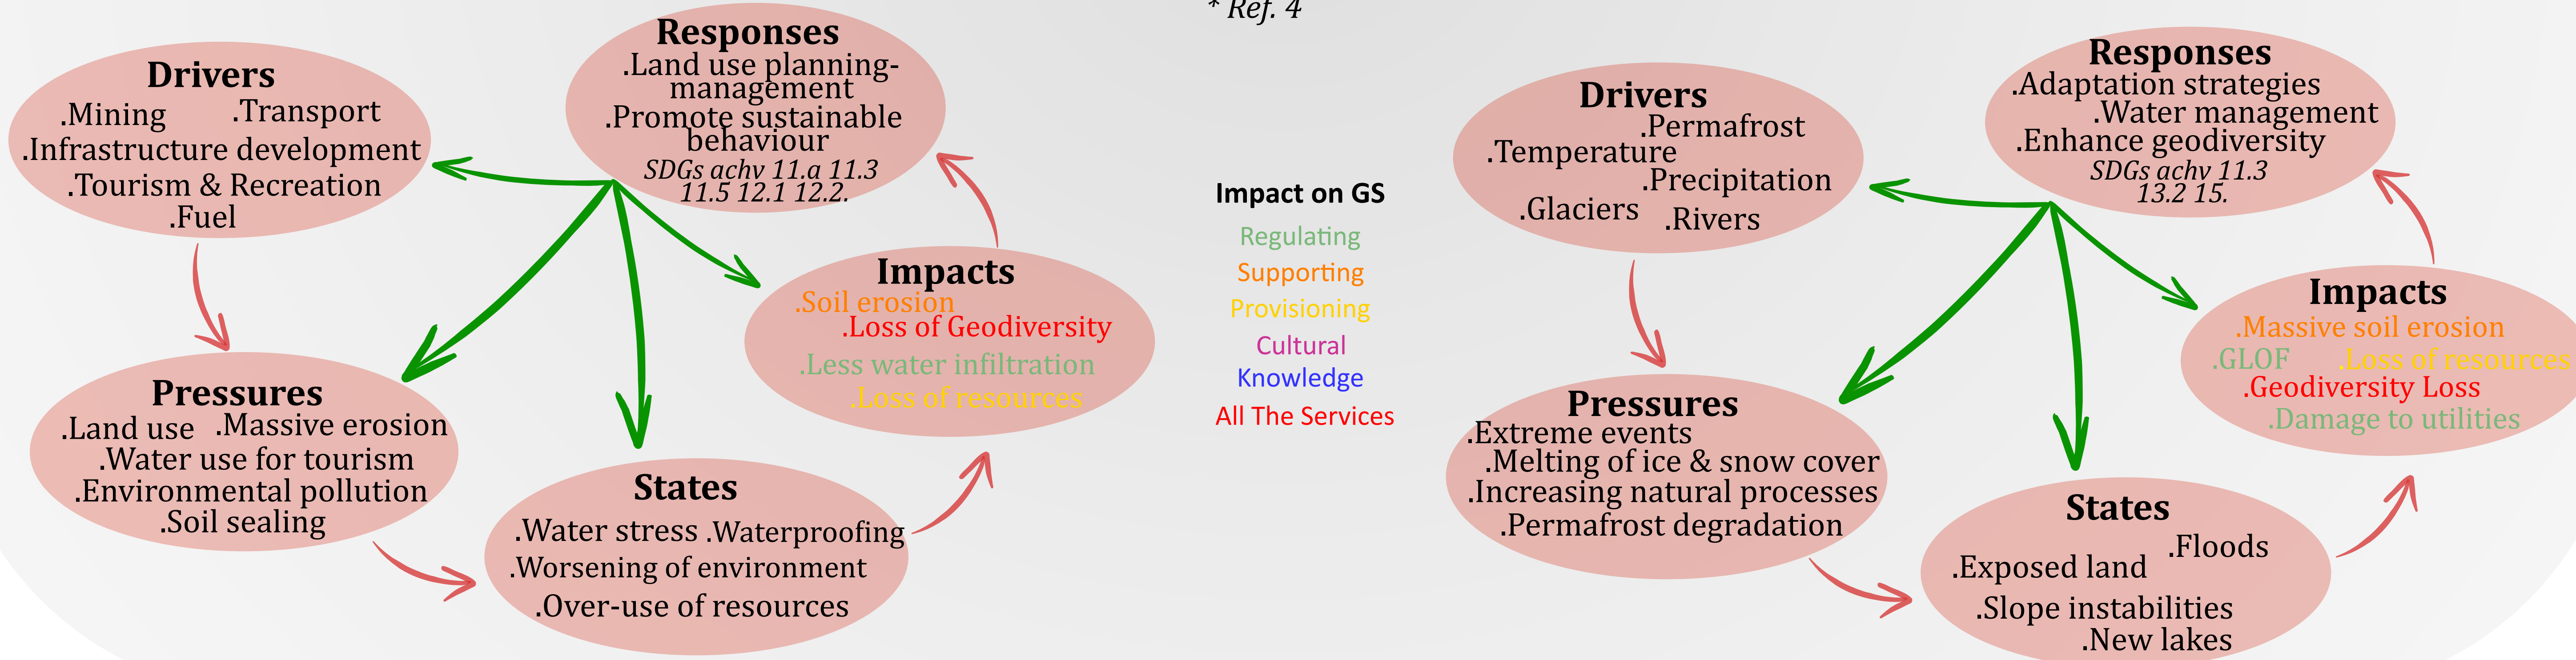 * Ref. 4
Drivers
.Mining .Transport
.Infrastructure development
.Tourism & Recreation
.Fuel
Responses
.Land use planning-
management
.Promote sustainable
behaviour
SDGs achv 11.a 11.3
11.5 12.1 12.2.
Pressures
.Land use .Massive erosion
.Water use for tourism
.Environmental pollution
.Soil sealing
States
.Water stress .Waterproofing
.Worsening of environment
.Over-use of resources
Impacts
.Soil erosion
.Loss of Geodiversity
.Less water infiltration
.Loss of resources
Impact on GS
Regulating
Supporting
Provisioning
Cultural
Knowledge
All The Services
Drivers
.Permafrost
.Temperature
.Precipitation
.Glaciers .Rivers
Responses
.Adaptation strategies
.Water management
.Enhance geodiversity
SDGs achv 11.3
13.2 15.
Pressures
.Extreme events
.Melting of ice & snow cover
.Increasing natural processes
.Permafrost degradation
States
.Floods
.Exposed land
.Slope instabilities
.New lakes
Impacts
.Massive soil erosion
.GLOF .Loss of resources
.Geodiversity Loss
.Damage to utilities